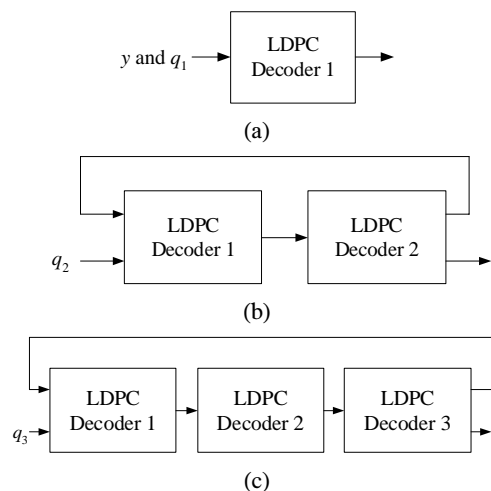 y and q1
LDPC
Decoder 1
(a)
LDPC
Decoder 1
LDPC
Decoder 2
q2
(b)
LDPC
Decoder 1
LDPC
Decoder 2
LDPC
Decoder 3
q3
(c)